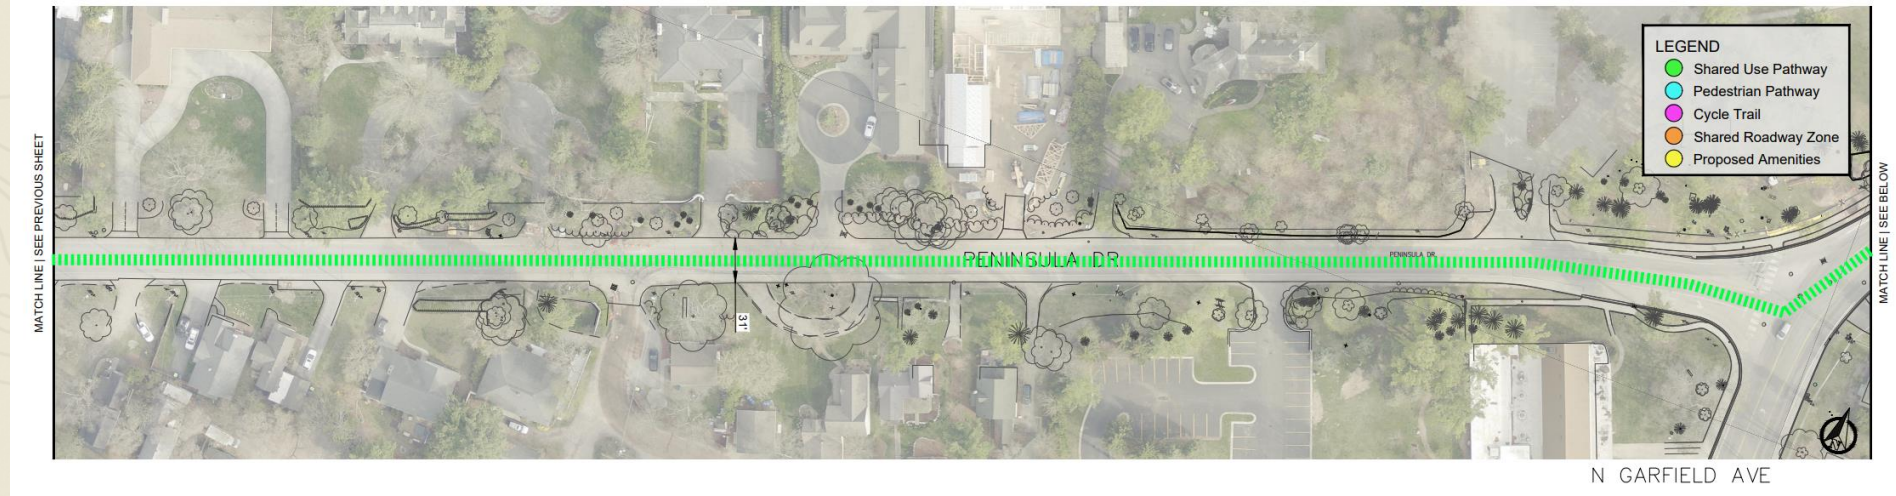 MATCH LINE | SEE PREVIOUS SHEET
LEGEND
Shared Use Pathway
Pedestrian Pathway
Cycle Trail
Shared Roadway Zone
Proposed Amenities
PENINSULA DR
PENINSULA DR.
31'
MATCH LINE | SEE BELOW
N
N GARFIELD AVE